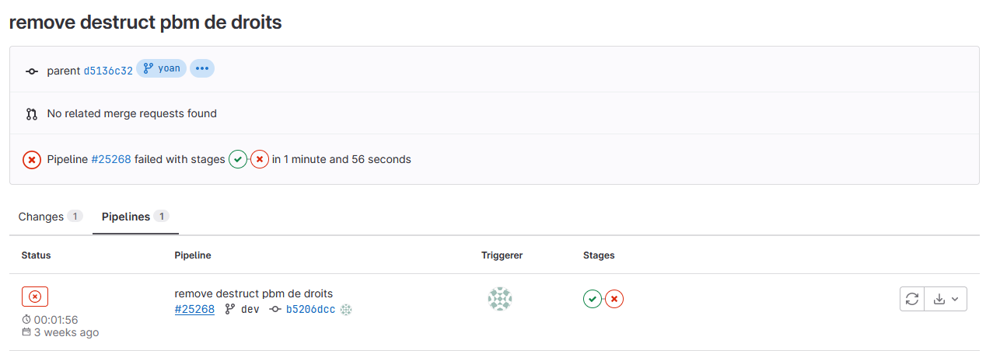 remove destruct pbm de droits
parent d5136c32 yoan •••
No related merge requests found
Pipeline #25268 failed with stages in 1 minute and 56 seconds
Changes 1 Pipelines 1
Status Pipeline Triggerer Stages
remove destruct pbm de droits
#25268 dev b5206dcc
00:01:56
3 weeks ago